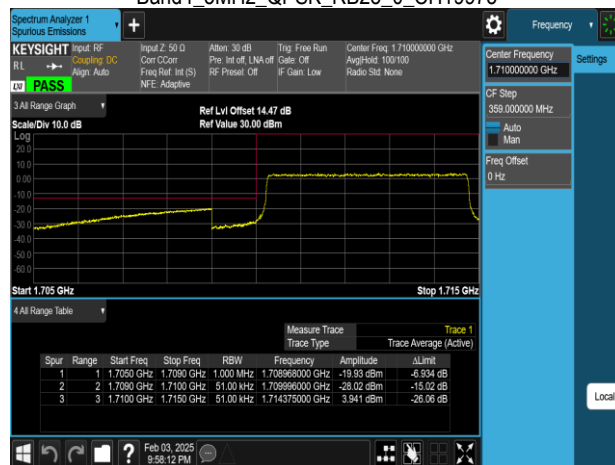 Spectrum Analyzer 1
Spurious Emissions
Frequency
KEYSIGHT
RL
LXI
PASS
Input: RF
Coupling: DC
Align: Auto
Input Z: 50 Ω
Corr CCorr
Freq Ref: Int (S)
NFE: Adaptive
Atten: 30 dB
Pre: Int off, LNA off
RF Presel: Off
Trig: Free Run
Gate: Off
IF Gain: Low
Center Freq: 1.710000000 GHz
Avg|Hold: 100/100
Radio Std: None
Center Frequency
1.710000000 GHz
Settings
CF Step
359.000000 MHz
Auto
Man
Freq Offset
0 Hz
3 All Range Graph
Scale/Div 10.0 dB
Ref Lvl Offset 14.47 dB
Ref Value 30.00 dBm
Log
20.0
10.0
0.00
-10.0
-20.0
-30.0
-40.0
-50.0
-60.0
Start 1.705 GHz
Stop 1.715 GHz
4 All Range Table
Measure Trace Trace 1
Trace Type Trace Average (Active)
Spur Range Start Freq Stop Freq RBW Frequency Amplitude ΔLimit
1 1 1.7050 GHz 1.7090 GHz 1.000 MHz 1.708968000 GHz -19.93 dBm -6.934 dB
2 2 1.7090 GHz 1.7100 GHz 51.00 kHz 1.709996000 GHz -28.02 dBm -15.02 dB
3 3 1.7100 GHz 1.7150 GHz 51.00 kHz 1.714375000 GHz 3.941 dBm -26.06 dB
Local
?
Feb 03, 2025
9:58:12 PM